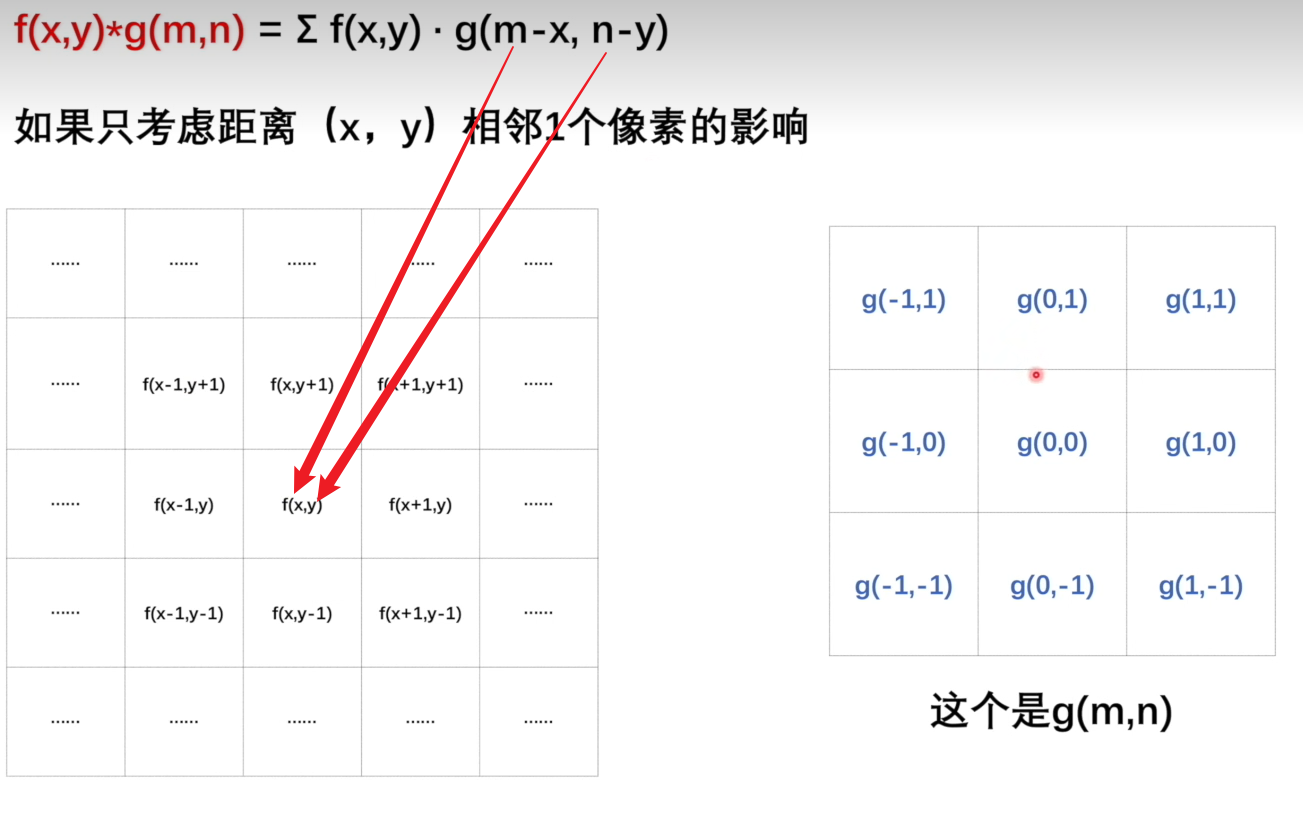 f(x,y)*g(m,n) = Σ f(x,y) · g(m-x, n-y)
如果只考虑距离（x，y）相邻1个像素的影响
...... ...... ...... ...... ......
...... f(x-1,y+1) f(x,y+1) f(x+1,y+1) ......
...... f(x-1,y) f(x,y) f(x+1,y) ......
...... f(x-1,y-1) f(x,y-1) f(x+1,y-1) ......
...... ...... ...... ...... ......
g(-1,1) g(0,1) g(1,1)
g(-1,0) g(0,0) g(1,0)
g(-1,-1) g(0,-1) g(1,-1)
这个是g(m,n)